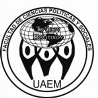 FACULTAD DE CIENCIAS POLITICAS Y SOCIALES
UAEM